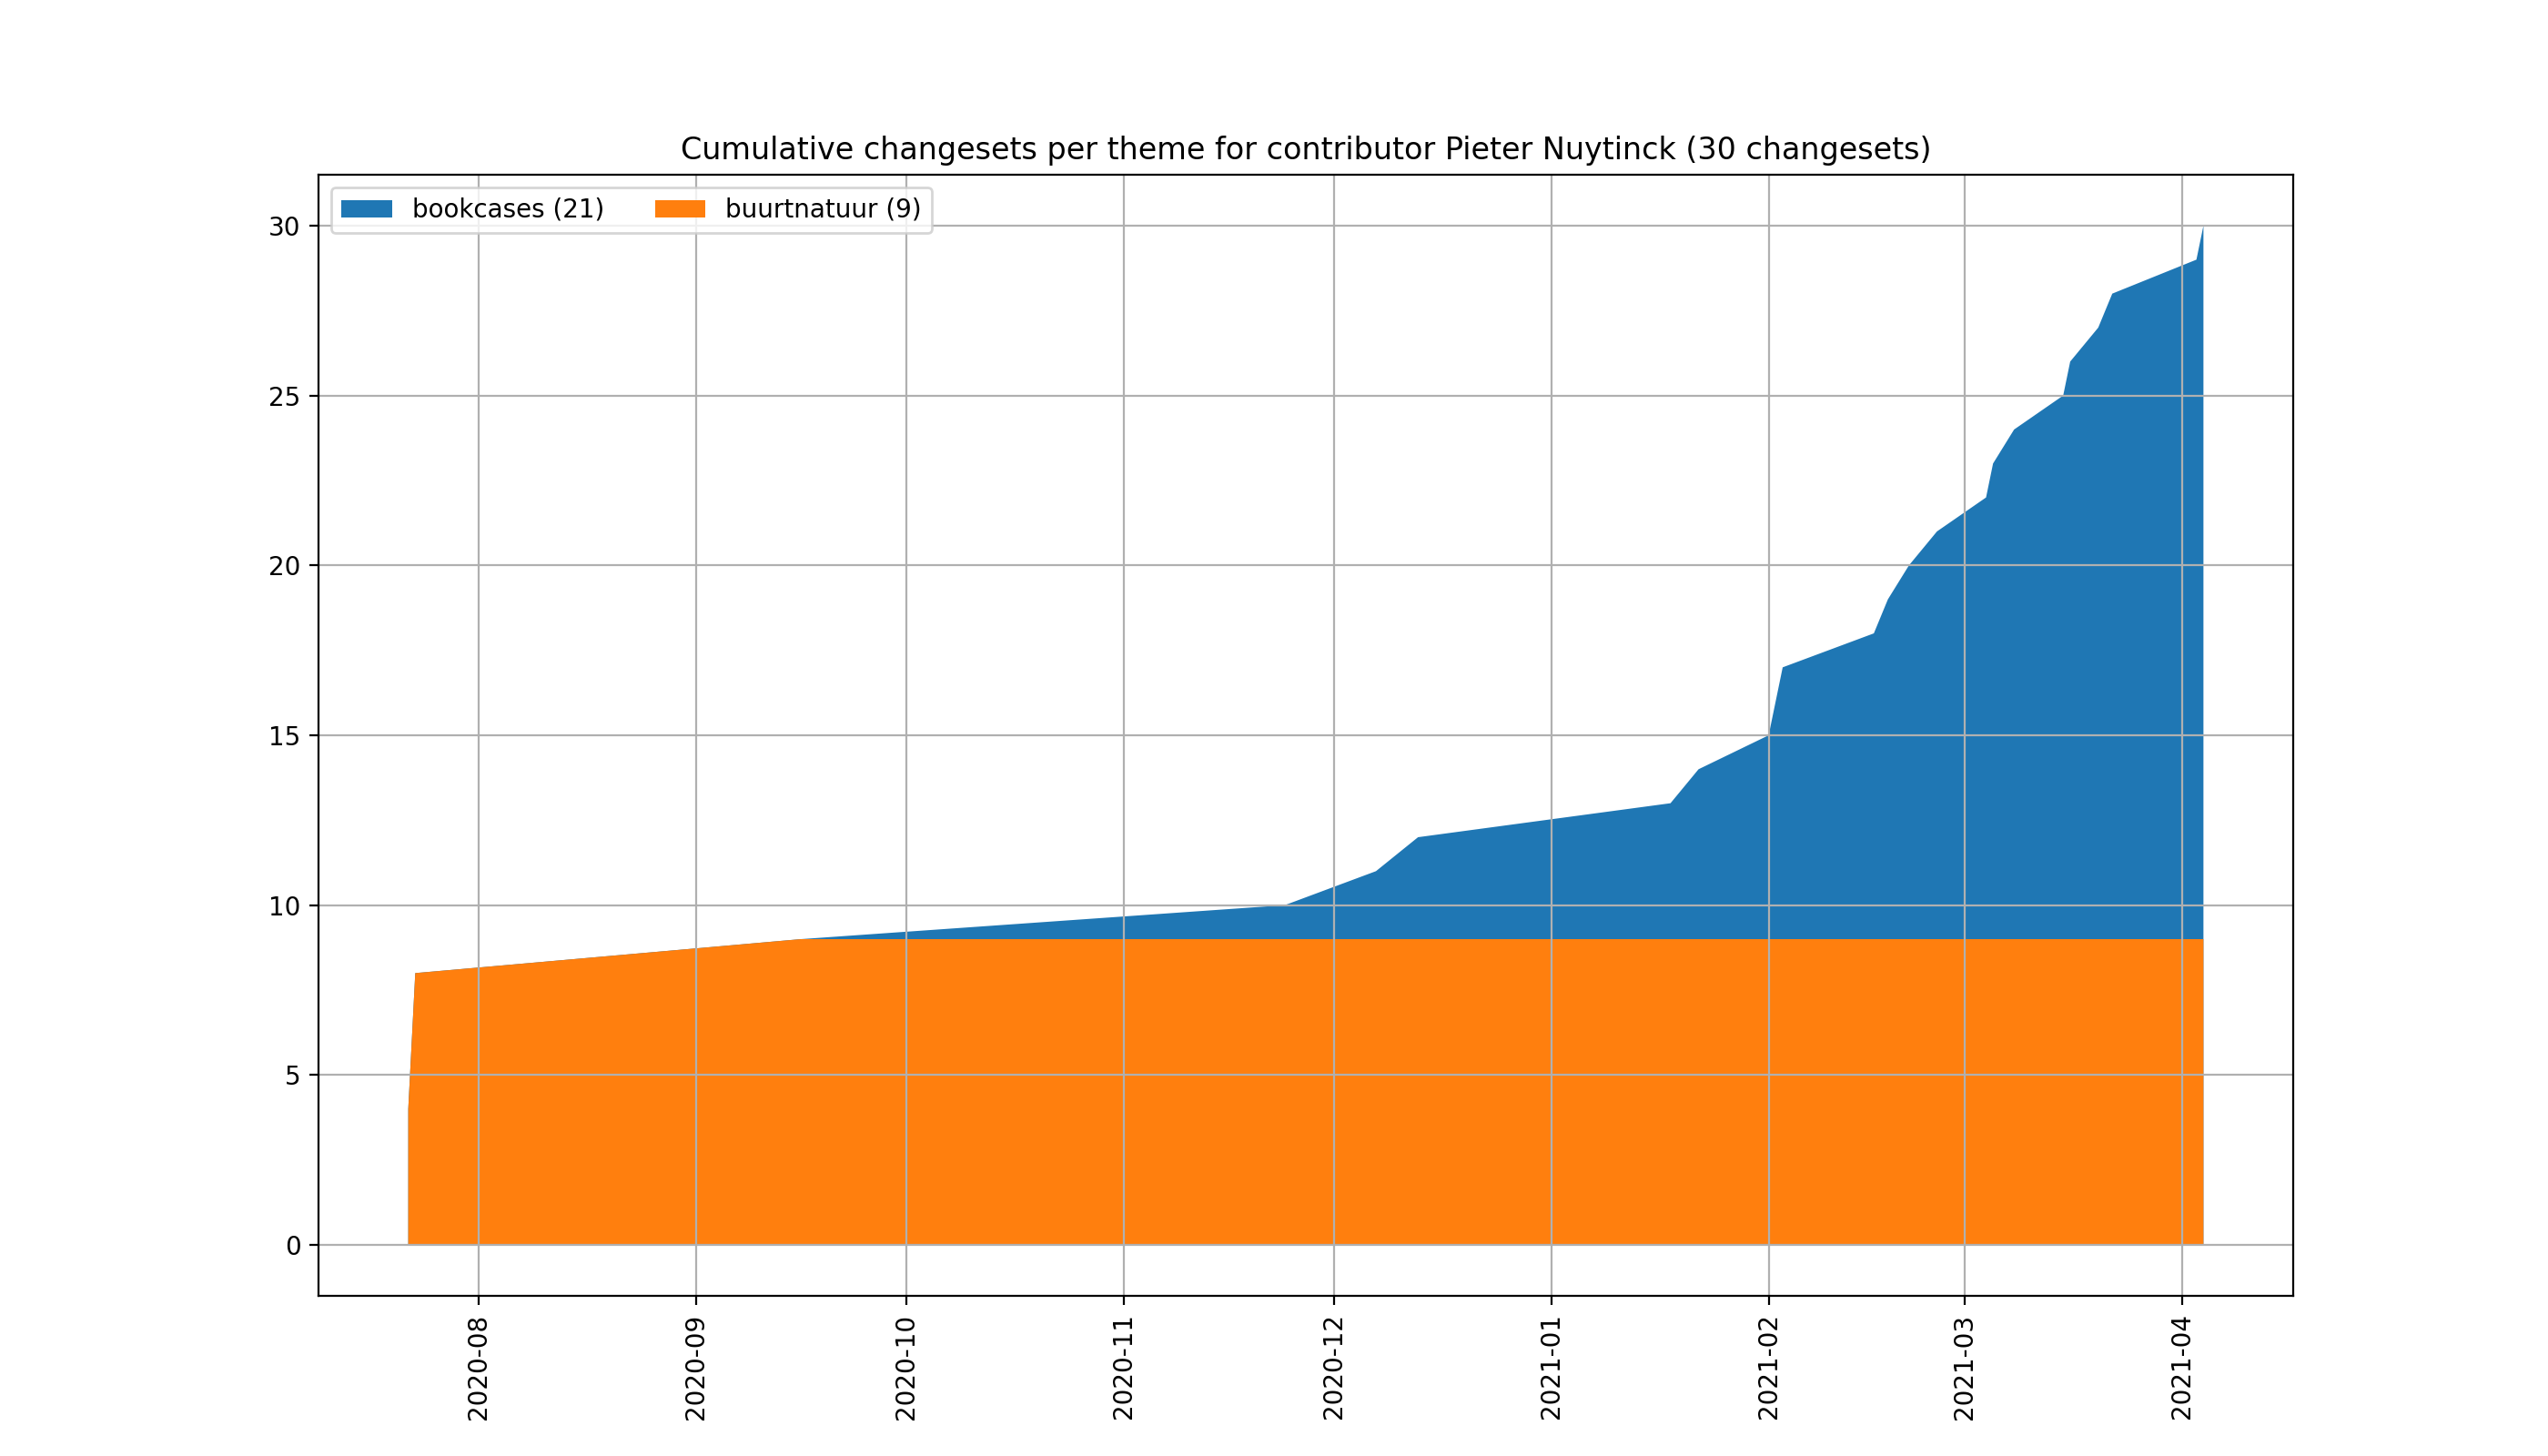 Cumulative changesets per theme for contributor Pieter Nuytinck (30 changesets)
bookcases (21) buurtnatuur (9)
30
25
20
15
10
5
0
2020-08 2020-09 2020-10 2020-11 2020-12 2021-01 2021-02 2021-03 2021-04